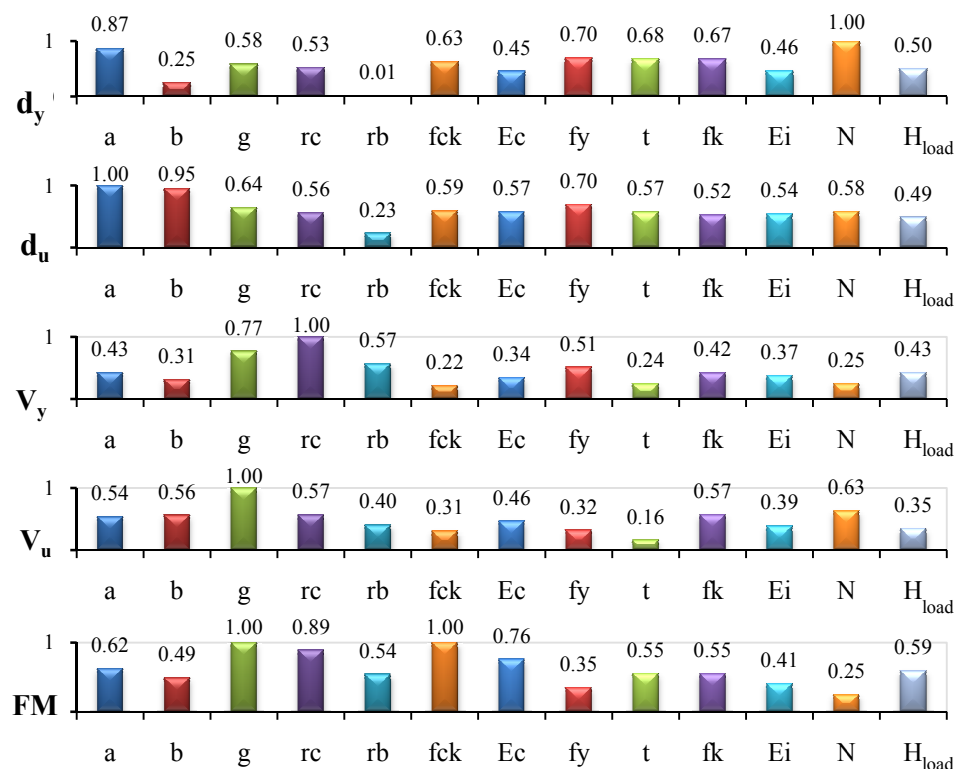 0.87 0.25 0.58 0.53 0.01 0.63 0.45 0.70 0.68 0.67 0.46 1.00 0.50
1
dy
a b g rc rb fck Ec fy t fk Ei N Hload
1.00 0.95 0.64 0.56 0.23 0.59 0.57 0.70 0.57 0.52 0.54 0.58 0.49
1
du
a b g rc rb fck Ec fy t fk Ei N Hload
0.43 0.31 0.77 1.00 0.57 0.22 0.34 0.51 0.24 0.42 0.37 0.25 0.43
1
Vy
a b g rc rb fck Ec fy t fk Ei N Hload
0.54 0.56 1.00 0.57 0.40 0.31 0.46 0.32 0.16 0.57 0.39 0.63 0.35
1
Vu
a b g rc rb fck Ec fy t fk Ei N Hload
0.62 0.49 1.00 0.89 0.54 1.00 0.76 0.35 0.55 0.55 0.41 0.25 0.59
1
FM
a b g rc rb fck Ec fy t fk Ei N Hload